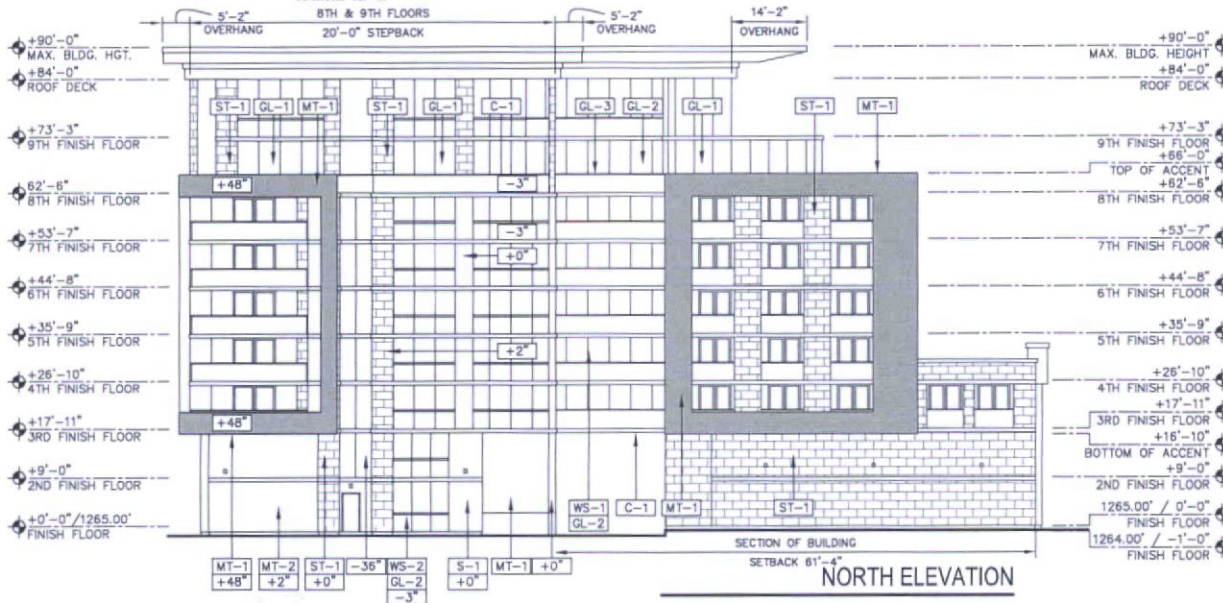 8TH & 9TH FLOORS
20'-0" STEPBACK
5'-2"
OVERHANG
5'-2"
OVERHANG
14'-2"
OVERHANG
+90'-0"
MAX. BLDG. HGT.
+84'-0"
ROOF DECK
+73'-3"
9TH FINISH FLOOR
62'-6"
8TH FINISH FLOOR
+53'-7"
7TH FINISH FLOOR
+44'-8"
6TH FINISH FLOOR
+35'-9"
5TH FINISH FLOOR
+26'-10"
4TH FINISH FLOOR
+17'-11"
3RD FINISH FLOOR
+9'-0"
2ND FINISH FLOOR
+0'-0"/1265.00'
FINISH FLOOR
ST-1 GL-1 MT-1 ST-1 GL-1 C-1 GL-3 GL-2 GL-1 ST-1 MT-1
+48" -3"
-3"
+0"
+2"
+48"
WS-1 C-1 MT-1 ST-1
GL-2
MT-1 MT-2 ST-1 -36" WS-2 S-1 MT-1 +0"
+48" +2" +0" GL-2 +0"
-3"
+90'-0"
MAX. BLDG. HEIGHT
+84'-0"
ROOF DECK
+73'-3"
9TH FINISH FLOOR
+66'-0"
TOP OF ACCENT
+62'-6"
8TH FINISH FLOOR
+53'-7"
7TH FINISH FLOOR
+44'-8"
6TH FINISH FLOOR
+35'-9"
5TH FINISH FLOOR
+26'-10"
4TH FINISH FLOOR
+17'-11"
3RD FINISH FLOOR
+16'-10"
BOTTOM OF ACCENT
+9'-0"
2ND FINISH FLOOR
1265.00' / 0'-0"
FINISH FLOOR
1264.00' / -1'-0"
FINISH FLOOR
SECTION OF BUILDING
SETBACK 61'-4"
NORTH ELEVATION